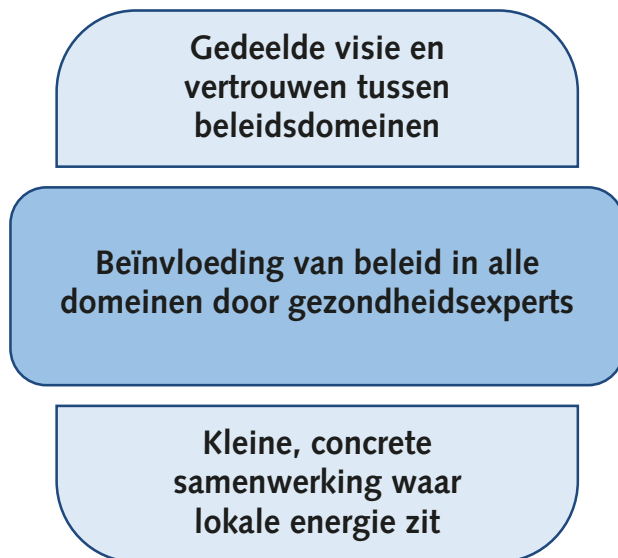 Gedeelde visie en
vertrouwen tussen
beleidsdomeinen
Beïnvloeding van beleid in alle
domeinen door gezondheidsexperts
Kleine, concrete
samenwerking waar
lokale energie zit